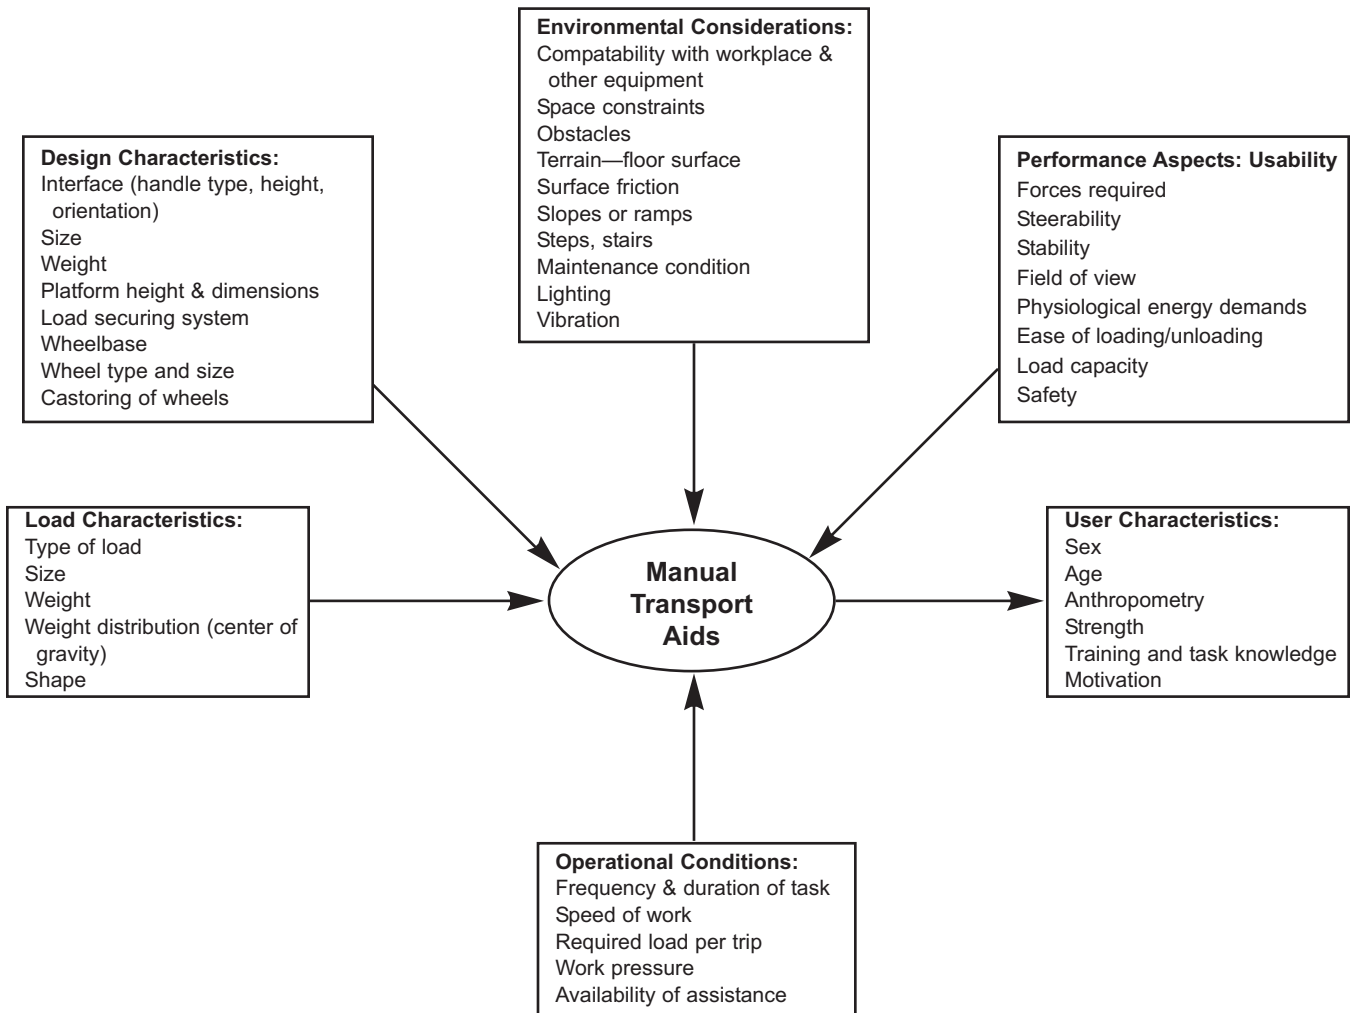 Environmental Considerations:
Compatability with workplace &
other equipment
Space constraints
Obstacles
Terrain—floor surface
Surface friction
Slopes or ramps
Steps, stairs
Maintenance condition
Lighting
Vibration
Design Characteristics:
Interface (handle type, height,
orientation)
Size
Weight
Platform height & dimensions
Load securing system
Wheelbase
Wheel type and size
Castoring of wheels
Performance Aspects: Usability
Forces required
Steerability
Stability
Field of view
Physiological energy demands
Ease of loading/unloading
Load capacity
Safety
Load Characteristics:
Type of load
Size
Weight
Weight distribution (center of
gravity)
Shape
Manual
Transport
Aids
User Characteristics:
Sex
Age
Anthropometry
Strength
Training and task knowledge
Motivation
Operational Conditions:
Frequency & duration of task
Speed of work
Required load per trip
Work pressure
Availability of assistance